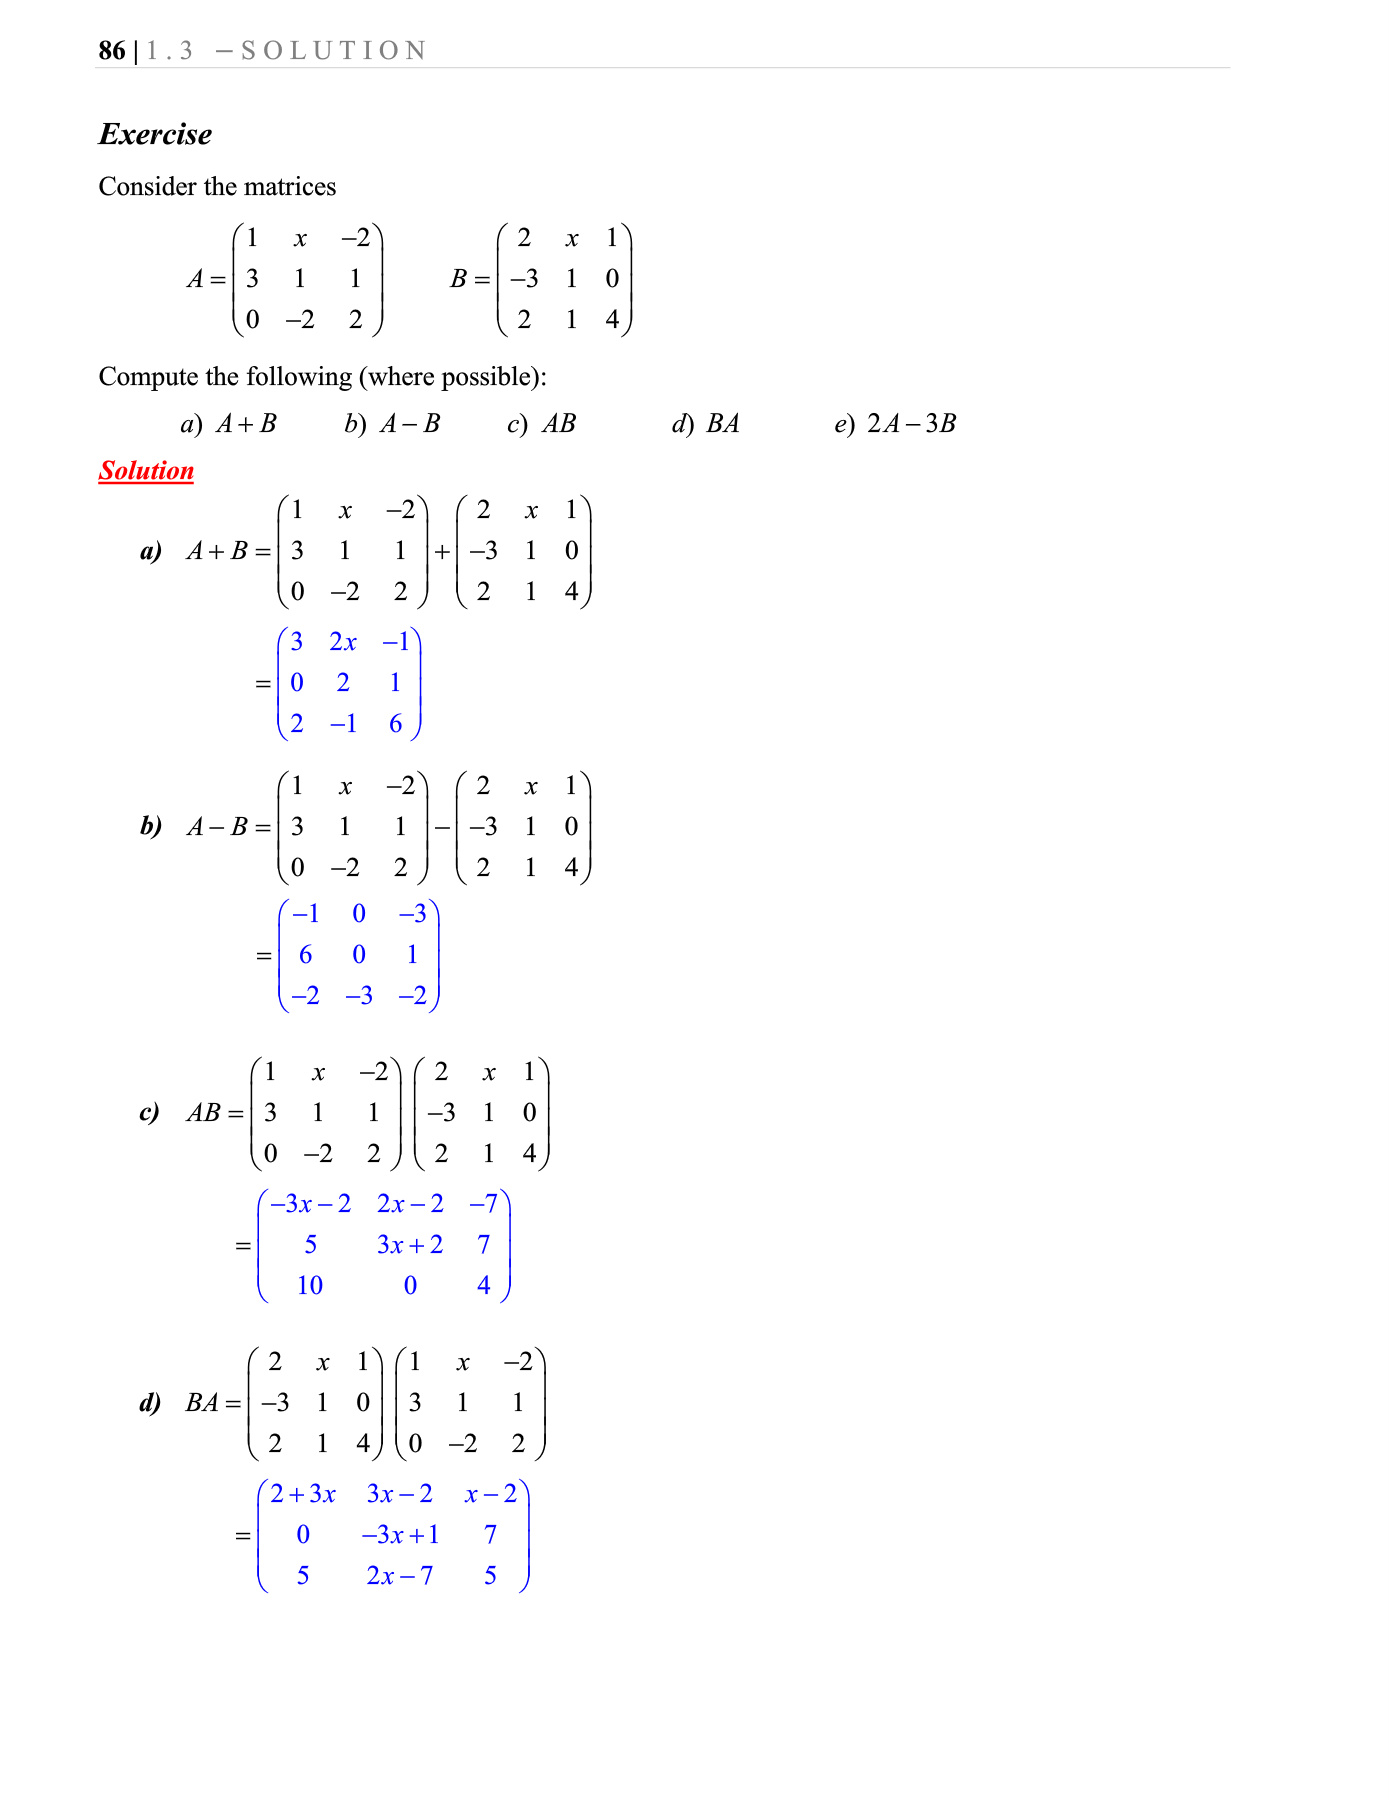 86 | 1 . 3 – S O L U T I O N
Exercise
Consider the matrices
A = \begin{pmatrix} 1 & x & -2 \\ 3 & 1 & 1 \\ 0 & -2 & 2 \end{pmatrix} B = \begin{pmatrix} 2 & x & 1 \\ -3 & 1 & 0 \\ 2 & 1 & 4 \end{pmatrix}
Compute the following (where possible):
a) A + B b) A – B c) AB d) BA e) 2A – 3B
Solution
a) A + B = \begin{pmatrix} 1 & x & -2 \\ 3 & 1 & 1 \\ 0 & -2 & 2 \end{pmatrix} + \begin{pmatrix} 2 & x & 1 \\ -3 & 1 & 0 \\ 2 & 1 & 4 \end{pmatrix}
= \begin{pmatrix} 3 & 2x & -1 \\ 0 & 2 & 1 \\ 2 & -1 & 6 \end{pmatrix}
b) A – B = \begin{pmatrix} 1 & x & -2 \\ 3 & 1 & 1 \\ 0 & -2 & 2 \end{pmatrix} - \begin{pmatrix} 2 & x & 1 \\ -3 & 1 & 0 \\ 2 & 1 & 4 \end{pmatrix}
= \begin{pmatrix} -1 & 0 & -3 \\ 6 & 0 & 1 \\ -2 & -3 & -2 \end{pmatrix}
c) AB = \begin{pmatrix} 1 & x & -2 \\ 3 & 1 & 1 \\ 0 & -2 & 2 \end{pmatrix} \begin{pmatrix} 2 & x & 1 \\ -3 & 1 & 0 \\ 2 & 1 & 4 \end{pmatrix}
= \begin{pmatrix} -3x-2 & 2x-2 & -7 \\ 5 & 3x+2 & 7 \\ 10 & 0 & 4 \end{pmatrix}
d) BA = \begin{pmatrix} 2 & x & 1 \\ -3 & 1 & 0 \\ 2 & 1 & 4 \end{pmatrix} \begin{pmatrix} 1 & x & -2 \\ 3 & 1 & 1 \\ 0 & -2 & 2 \end{pmatrix}
= \begin{pmatrix} 2+3x & 3x-2 & x-2 \\ 0 & -3x+1 & 7 \\ 5 & 2x-7 & 5 \end{pmatrix}